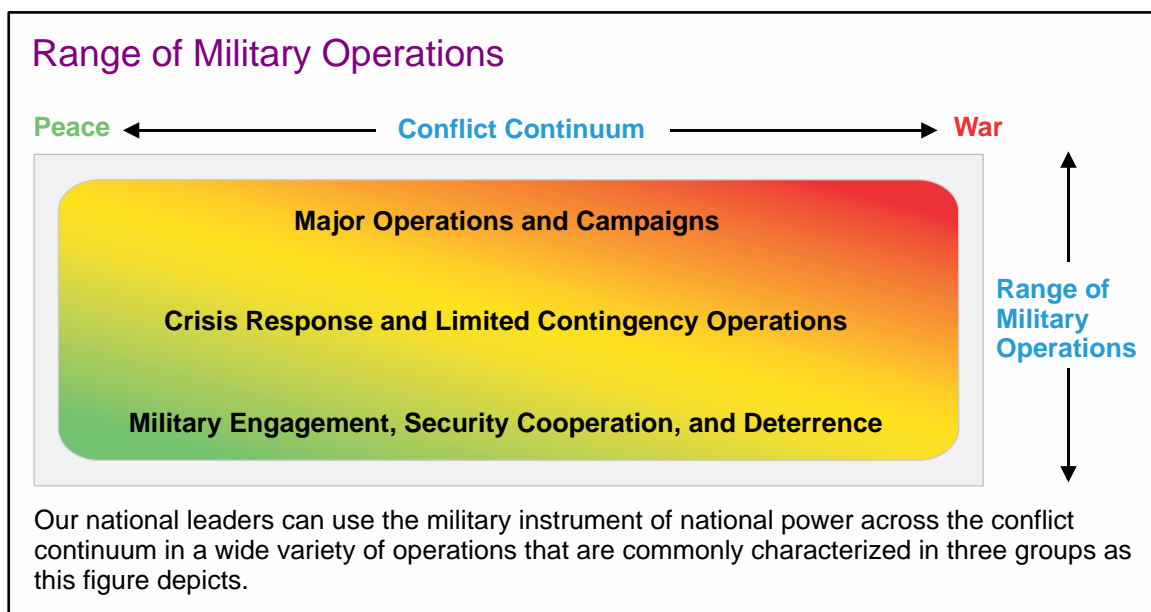 Range of Military Operations
Peace Conflict Continuum War
Major Operations and Campaigns
Crisis Response and Limited Contingency Operations
Military Engagement, Security Cooperation, and Deterrence
Range of
Military
Operations
Our national leaders can use the military instrument of national power across the conflict
continuum in a wide variety of operations that are commonly characterized in three groups as
this figure depicts.